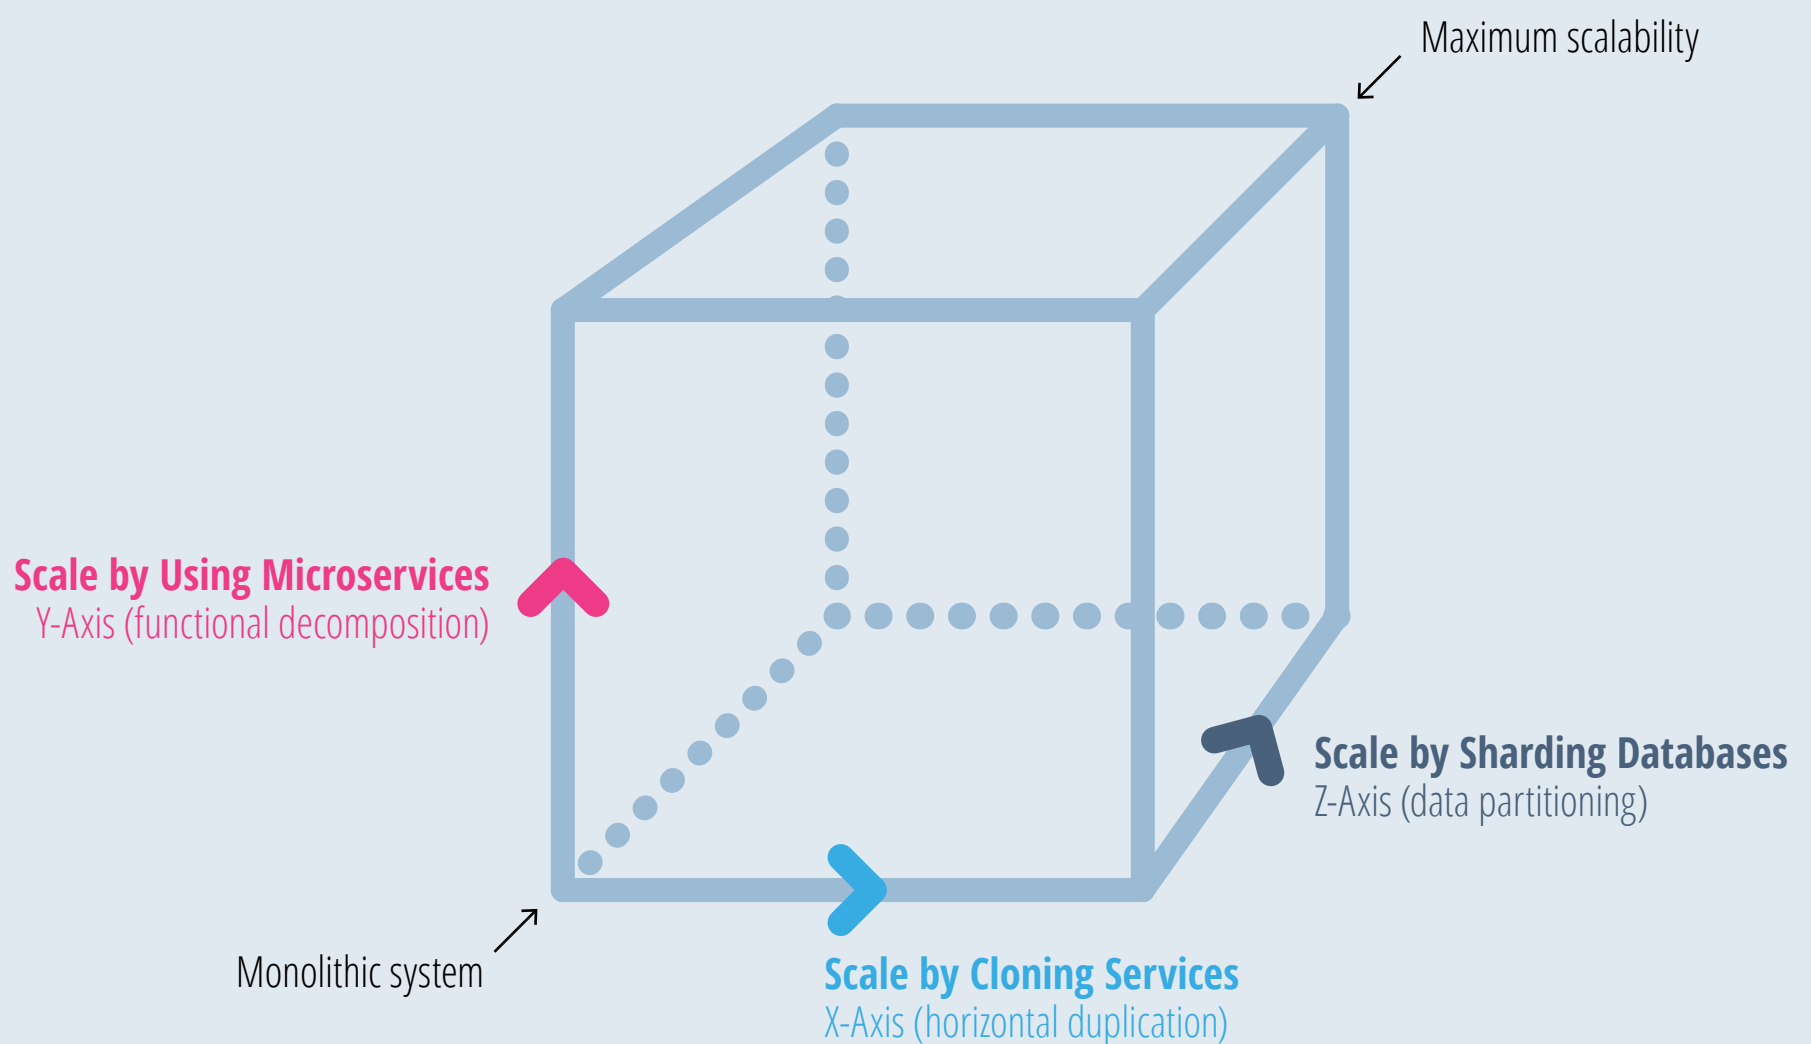 Maximum scalability
Scale by Using Microservices
Y-Axis (functional decomposition)
Scale by Sharding Databases
Z-Axis (data partitioning)
Monolithic system
Scale by Cloning Services
X-Axis (horizontal duplication)